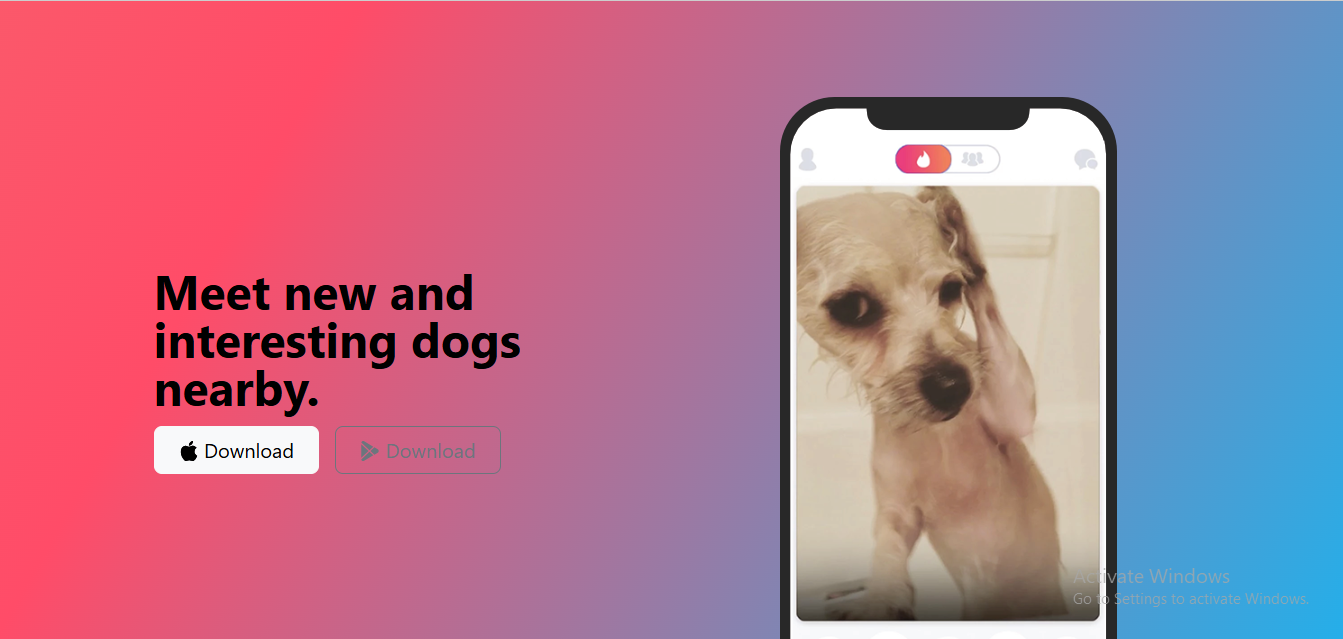 Meet new and
interesting dogs
nearby.
Download
Download
Activate Windows
Go to Settings to activate Windows.